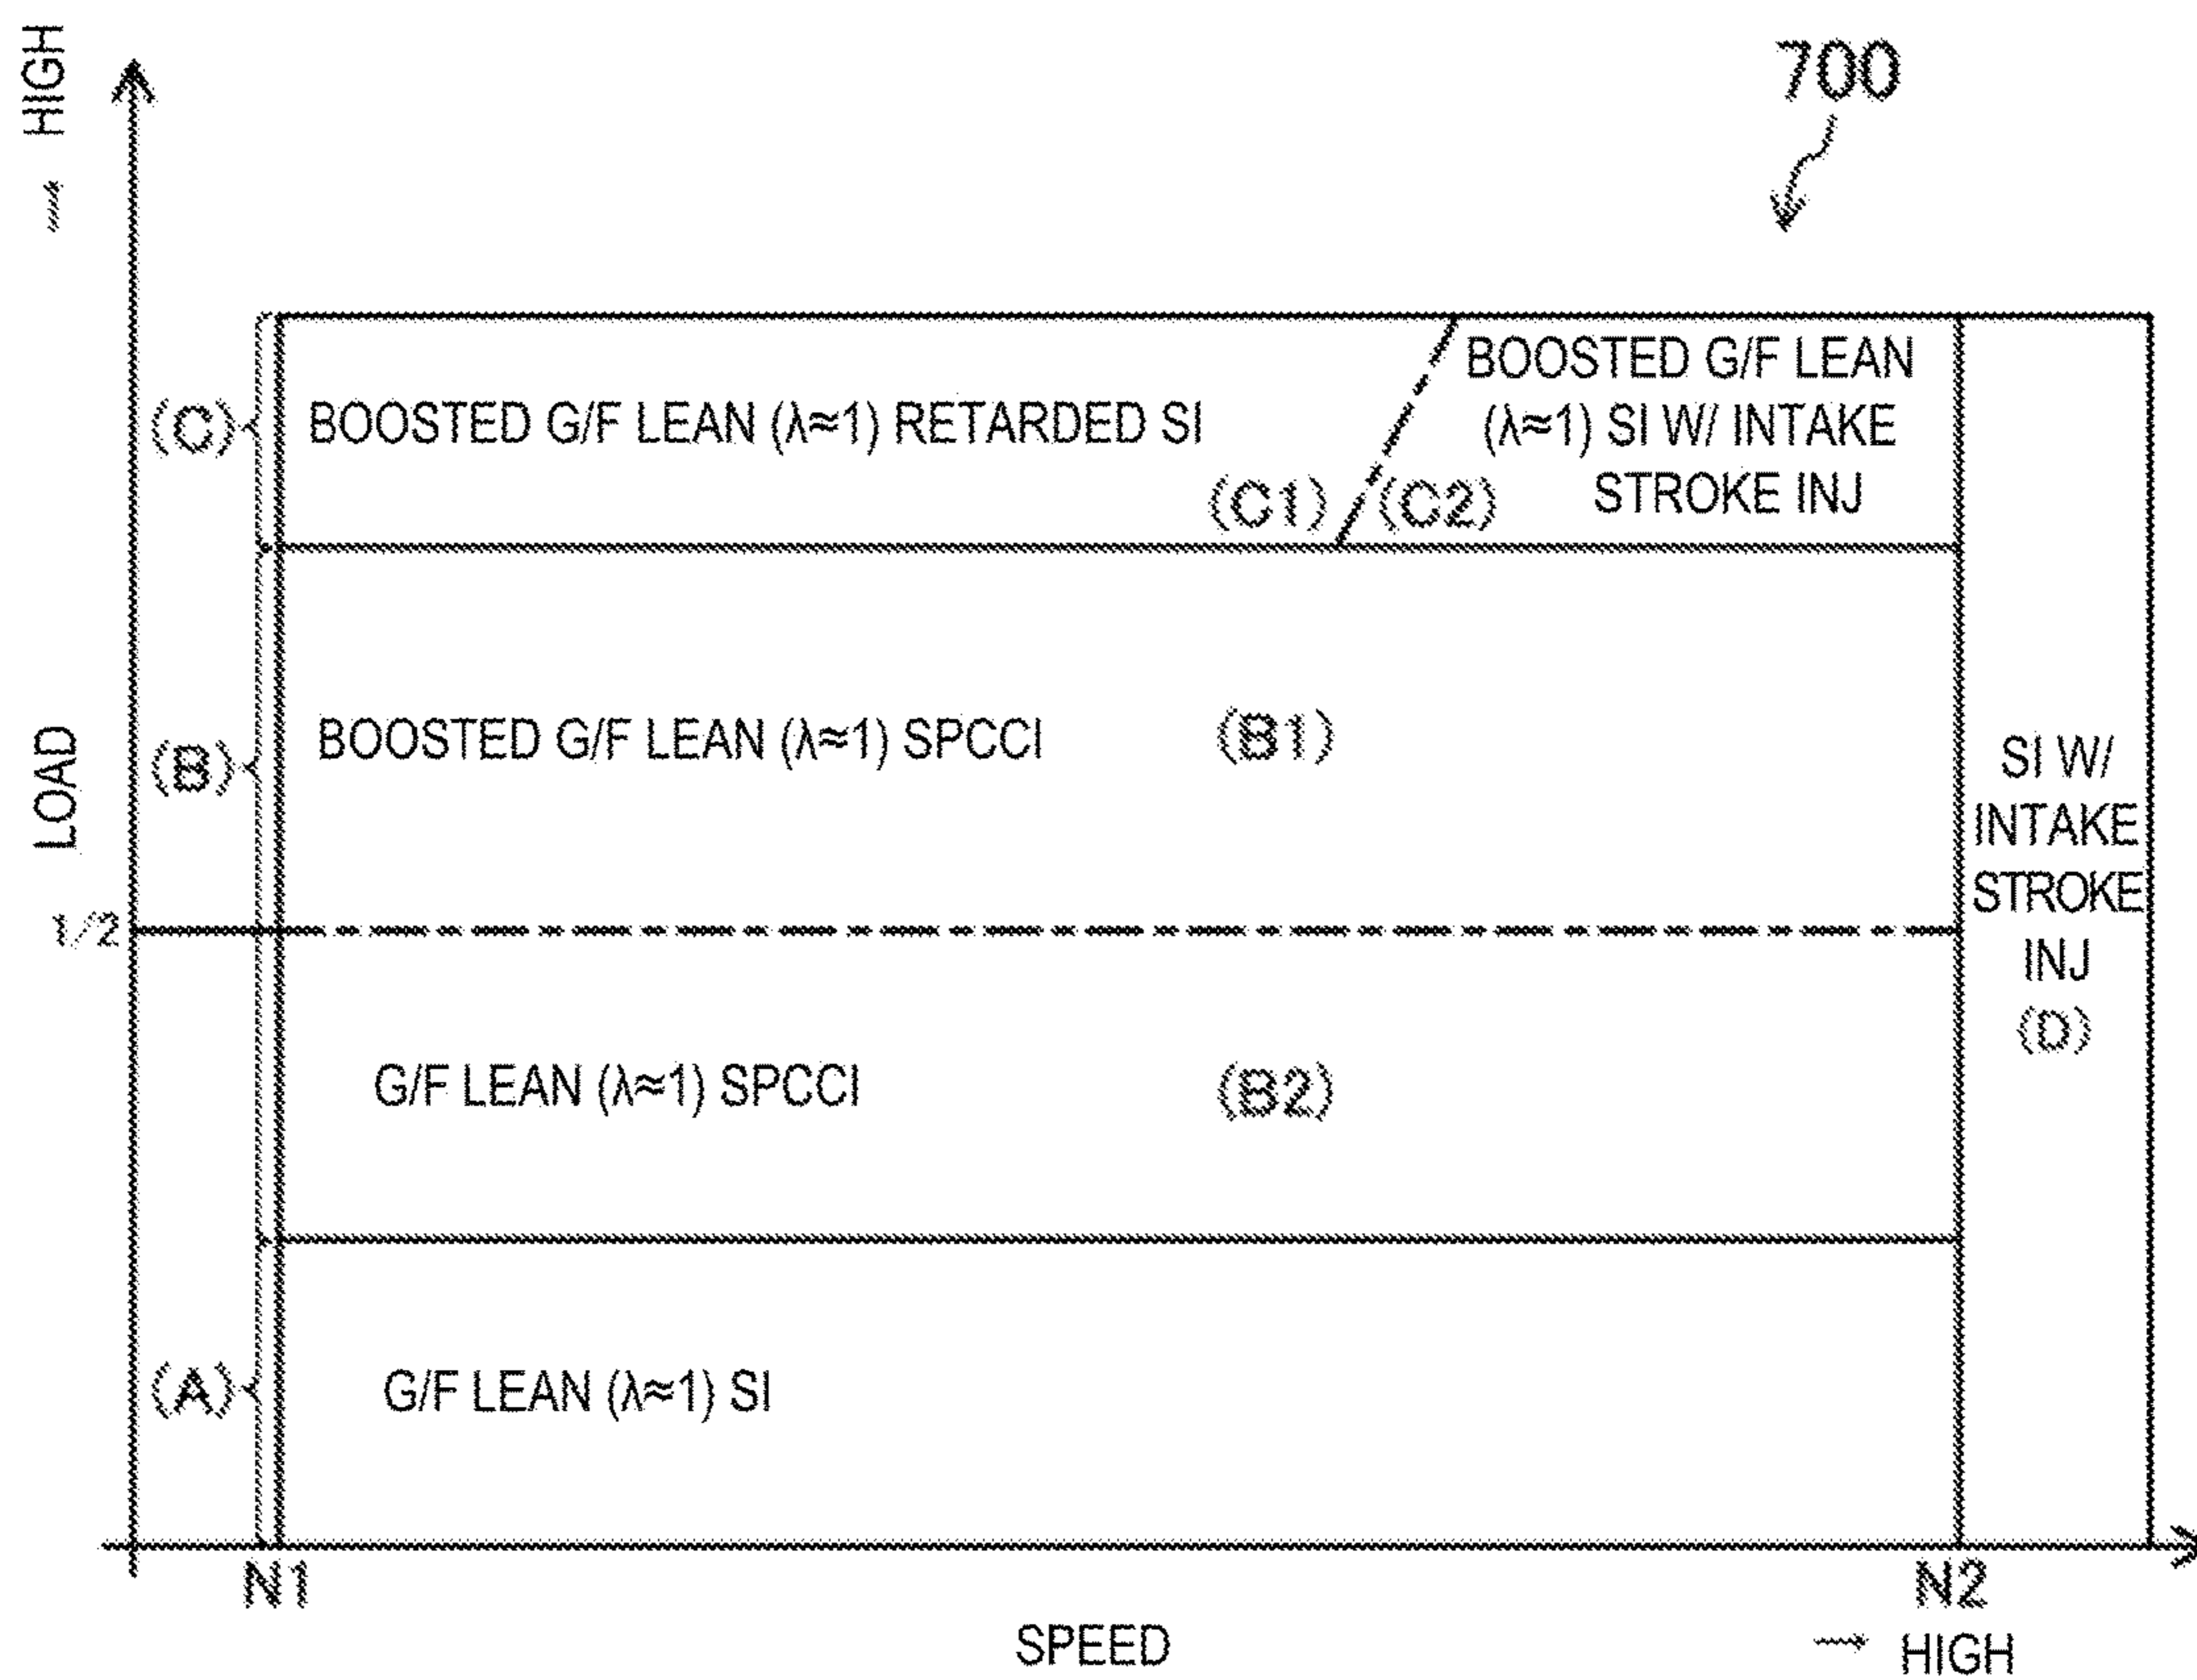 → HIGH
700
BOOSTED G/F LEAN
(C)
BOOSTED G/F LEAN (λ≈1) RETARDED SI
(λ≈1) SI W/ INTAKE
STROKE INJ
(C1)
(C2)
LOAD
(B)
BOOSTED G/F LEAN (λ≈1) SPCCI
(B1)
SI W/
INTAKE
STROKE
INJ
(D)
1/2
G/F LEAN (λ≈1) SPCCI
(B2)
(A)
G/F LEAN (λ≈1) SI
N1
N2
SPEED
→ HIGH